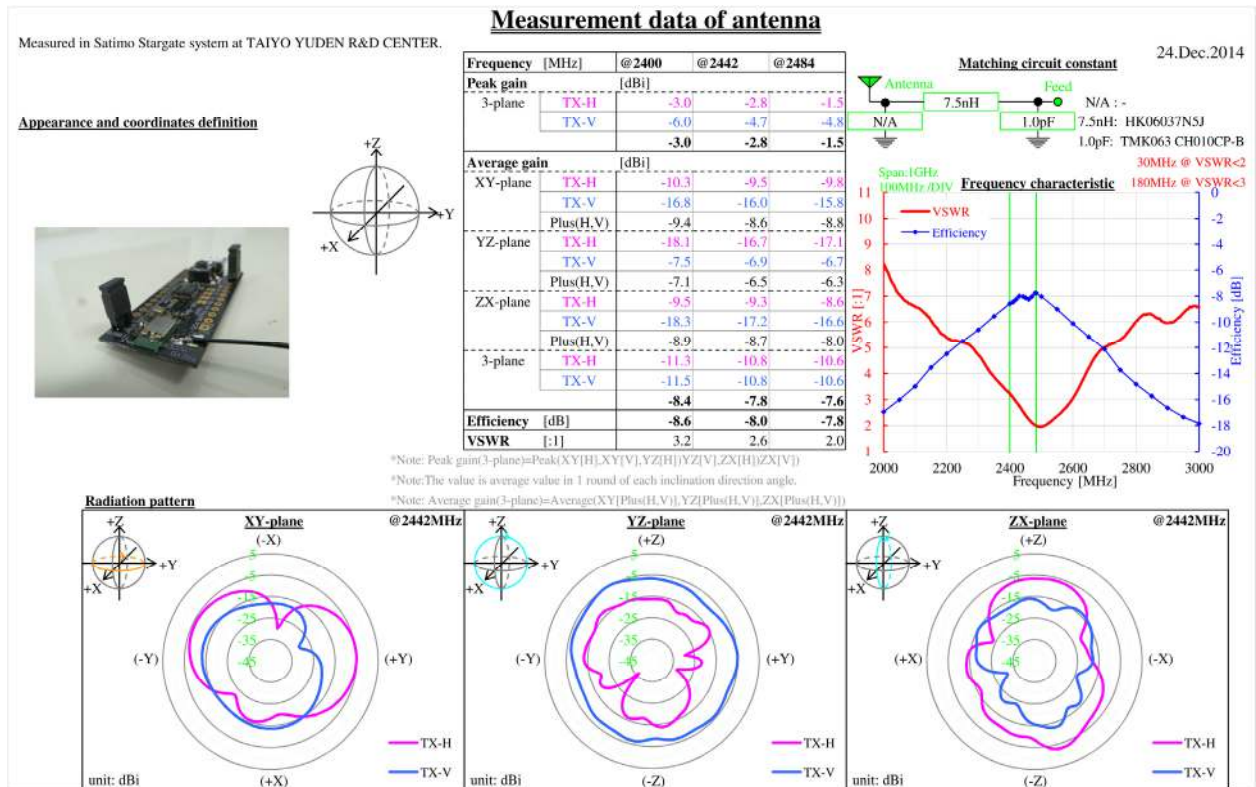 Measurement data of antenna
Measured in Satimo Stargate system at TAIYO YUDEN R&D CENTER.
24.Dec.2014
Appearance and coordinates definition
+Z
+Y
+X
Frequency [MHz] @2400 @2442 @2484
Peak gain [dBi]
3-plane TX-H -3.0 -2.8 -1.5
TX-V -6.0 -4.7 -4.8
-3.0 -2.8 -1.5
Average gain [dBi]
XY-plane TX-H -10.3 -9.5 -9.8
TX-V -16.8 -16.0 -15.8
Plus(H,V) -9.4 -8.6 -8.8
YZ-plane TX-H -18.1 -16.7 -17.1
TX-V -7.5 -6.9 -6.7
Plus(H,V) -7.1 -6.5 -6.3
ZX-plane TX-H -9.5 -9.3 -8.6
TX-V -18.3 -17.2 -16.6
Plus(H,V) -8.9 -8.7 -8.0
3-plane TX-H -11.3 -10.8 -10.6
TX-V -11.5 -10.8 -10.6
-8.4 -7.8 -7.6
Efficiency [dB] -8.6 -8.0 -7.8
VSWR [:1] 3.2 2.6 2.0
*Note: Peak gain(3-plane)=Peak(XY[H],XY[V],YZ[H])YZ[V],ZX[H])ZX[V])
*Note:The value is average value in 1 round of each inclination direction angle.
*Note: Average gain(3-plane)=Average(XY[Plus(H,V)],YZ[Plus(H,V)],ZX[Plus(H,V)])
Matching circuit constant
Antenna
Feed
7.5nH
N/A
1.0pF
N/A : -
7.5nH: HK06037N5J
1.0pF: TMK063 CH010CP-B
30MHz @ VSWR<2
180MHz @ VSWR<3
Span:1GHz
100MHz /DIV
Frequency characteristic
VSWR
Efficiency
11
10
9
8
7
6
5
4
3
2
1
VSWR [:1]
0
-2
-4
-6
-8
-10
-12
-14
-16
-18
-20
Efficiency [dB]
2000 2200 2400 2600 2800 3000
Frequency [MHz]
Radiation pattern
+Z
+Y
+X
XY-plane
@2442MHz
(-X)
5
-5
-15
-25
-35
-45
(-Y)
(+Y)
(+X)
TX-H
TX-V
unit: dBi
+Z
+Y
+X
YZ-plane
@2442MHz
(+Z)
5
-5
-15
-25
-35
-45
(-Y)
(+Y)
(-Z)
TX-H
TX-V
unit: dBi
+Z
+Y
+X
ZX-plane
@2442MHz
(+Z)
5
-5
-15
-25
-35
-45
(+X)
(-X)
(-Z)
TX-H
TX-V
unit: dBi